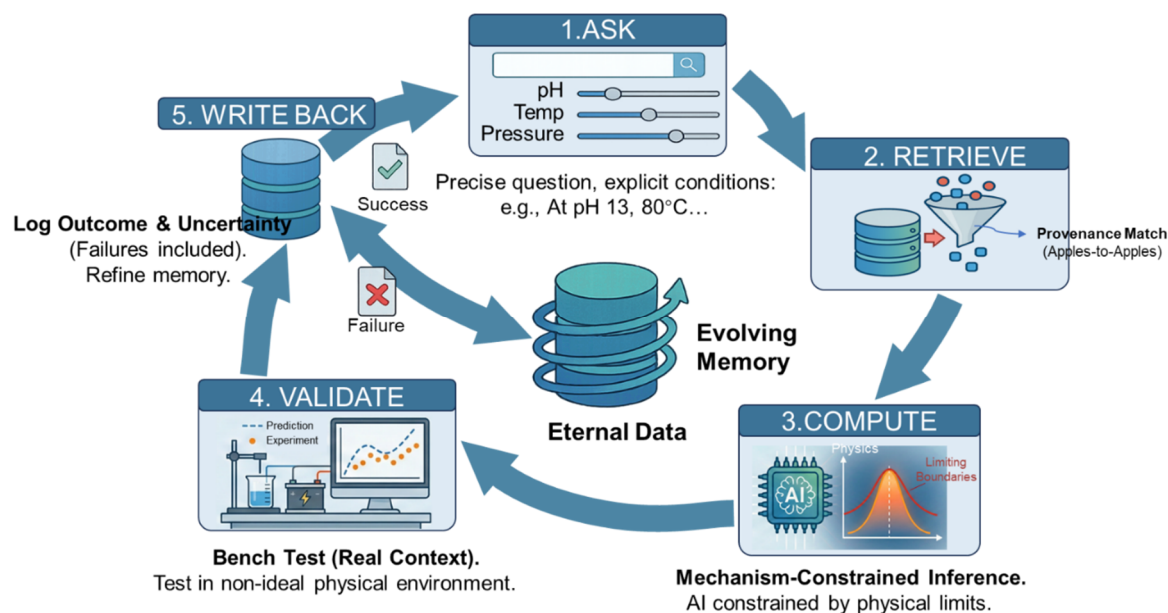 1.ASK
pH
Temp
Pressure
Precise question, explicit conditions:
e.g., At pH 13, 80°C…
2. RETRIEVE
Provenance Match
(Apples-to-Apples)
3.COMPUTE
AI
Physics
Limiting
Boundaries
Mechanism-Constrained Inference.
AI constrained by physical limits.
4. VALIDATE
Prediction
Experiment
Bench Test (Real Context).
Test in non-ideal physical environment.
5. WRITE BACK
Log Outcome & Uncertainty
(Failures included).
Refine memory.
Success
Failure
Evolving
Memory
Eternal Data